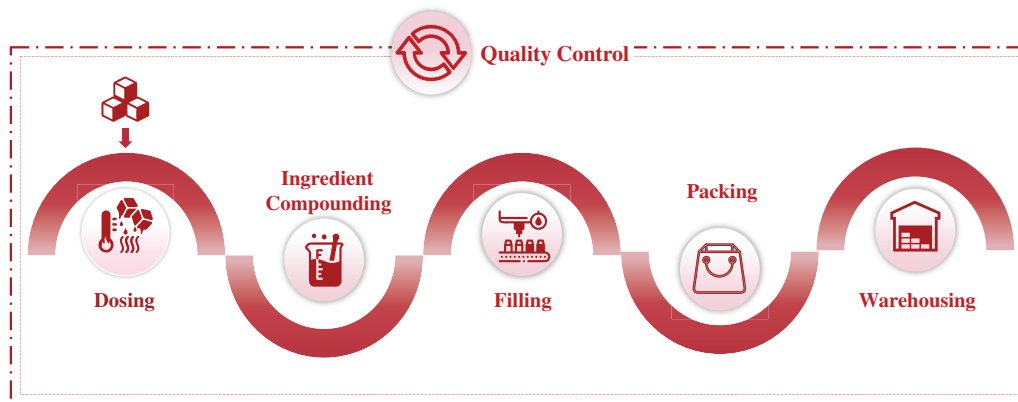 Quality Control
Ingredient
Compounding
Packing
Dosing
Filling
Warehousing